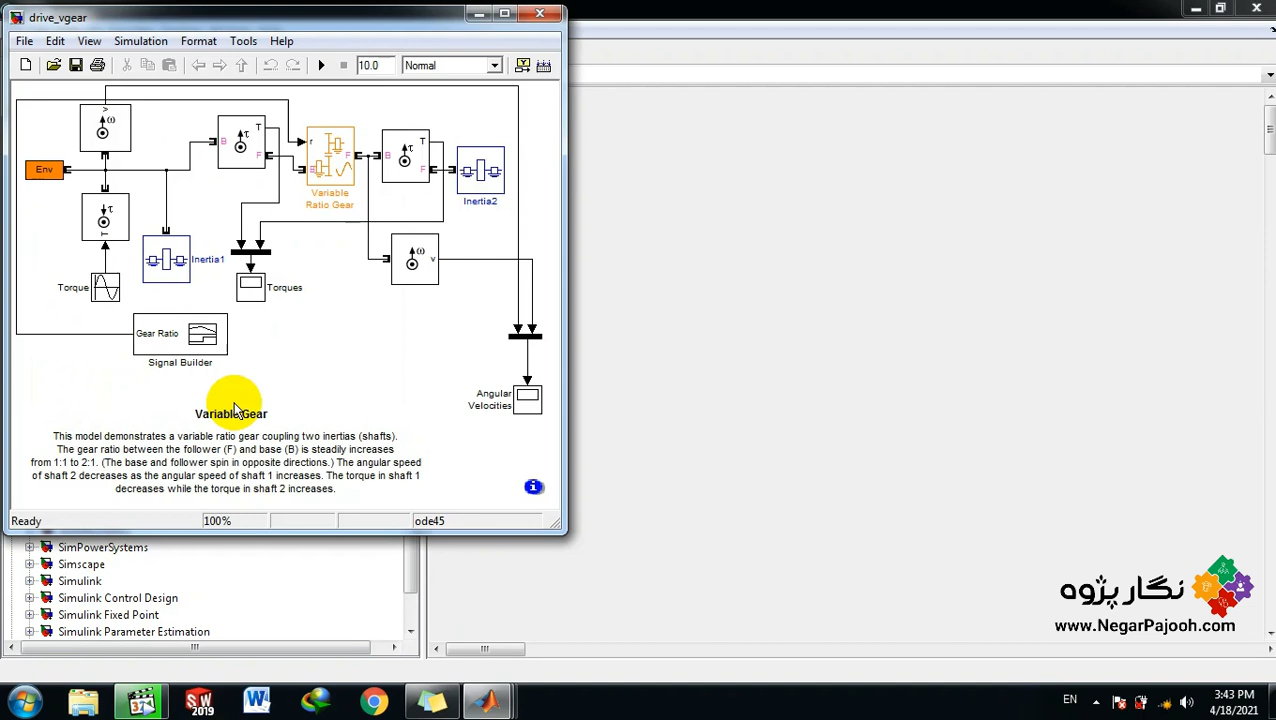 drive_vgear
File Edit View Simulation Format Tools Help
10.0 Normal
V
ω
τ
T
B
F
r
F
τ
T
B
F
Env
Variable
Ratio Gear
Inertia2
τ
T
Inertia1
ω
v
Torque
Torques
Gear Ratio
Signal Builder
Angular
Velocities
Variable Gear
This model demonstrates a variable ratio gear coupling two inertias (shafts).
The gear ratio between the follower (F) and base (B) is steadily increases
from 1:1 to 2:1. (The base and follower spin in opposite directions.) The angular speed
of shaft 2 decreases as the angular speed of shaft 1 increases. The torque in shaft 1
decreases while the torque in shaft 2 increases.
Ready 100% ode45
SimPowerSystems
Simscape
Simulink
Simulink Control Design
Simulink Fixed Point
Simulink Parameter Estimation
نگار پژوه
www.NegarPajooh.com
SW
2019
W
EN
3:43 PM
4/18/2021